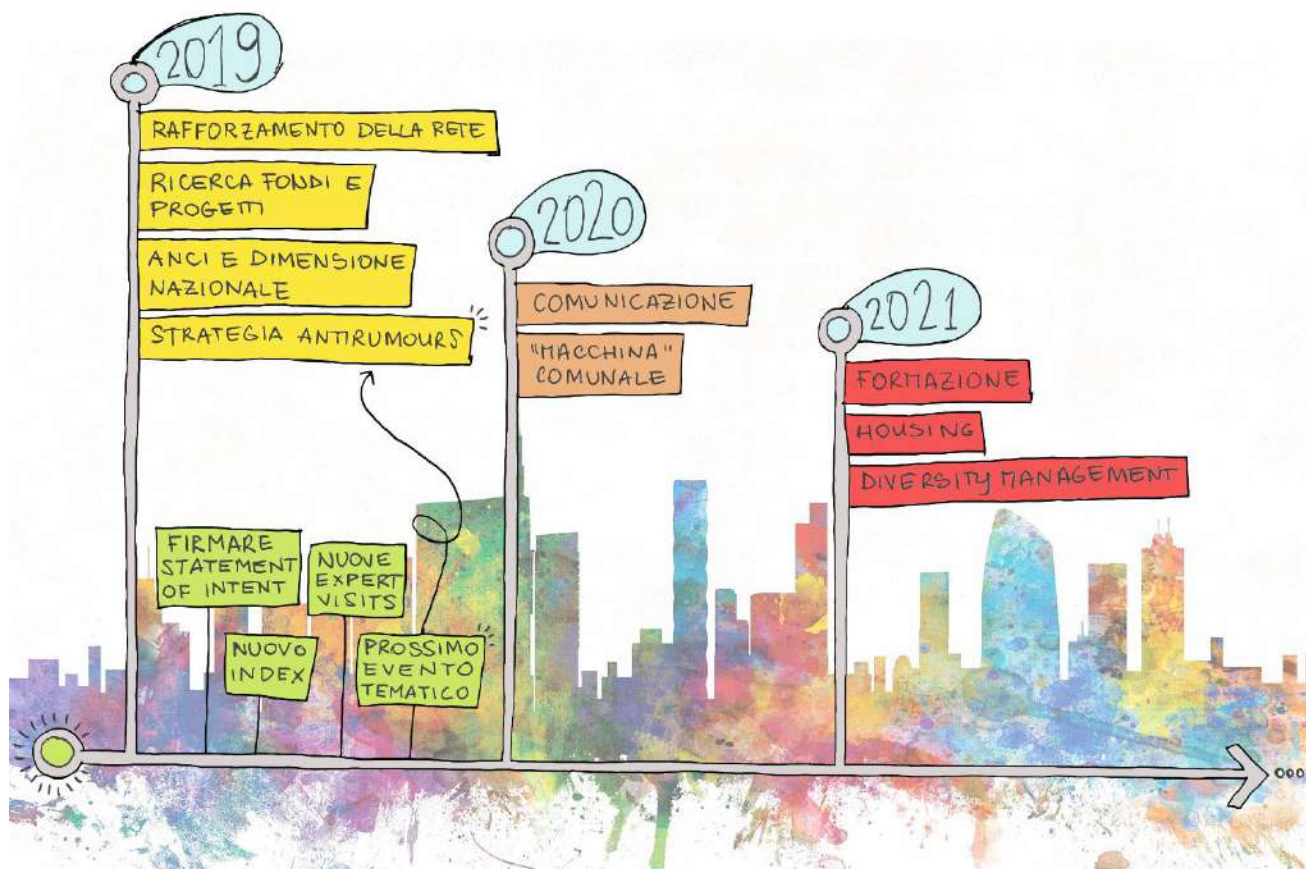 2019
RAFFORZAMENTO DELLA RETE
RICERCA FONDI E
PROGETTI
ANCI E DIMENSIONE
NAZIONALE
STRATEGIA ANTIRUMOURS
FIRMARE
STATEMENT
OF INTENT
NUOVO
INDEX
NUOVE
EXPERT
VISITS
PROSSIMO
EVENTO
TEMATICO
2020
COMUNICAZIONE
"MACCHINA"
COMUNALE
2021
FORMAZIONE
HOUSING
DIVERSITY MANAGEMENT